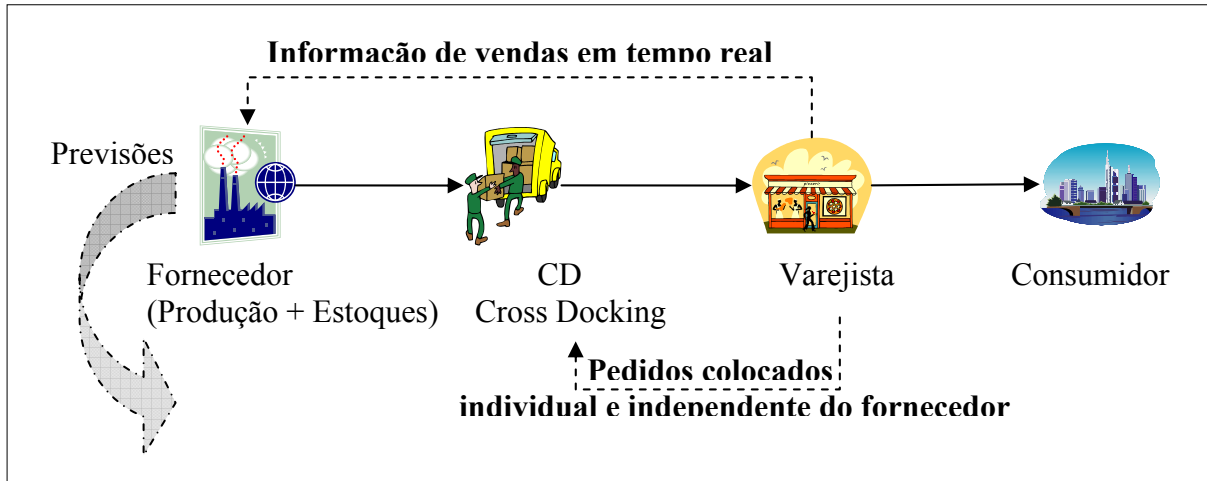 Informação de vendas em tempo real
Previsões
Fornecedor
(Produção + Estoques)
CD
Cross Docking
Varejista
Consumidor
Pedidos colocados
individual e independente do fornecedor